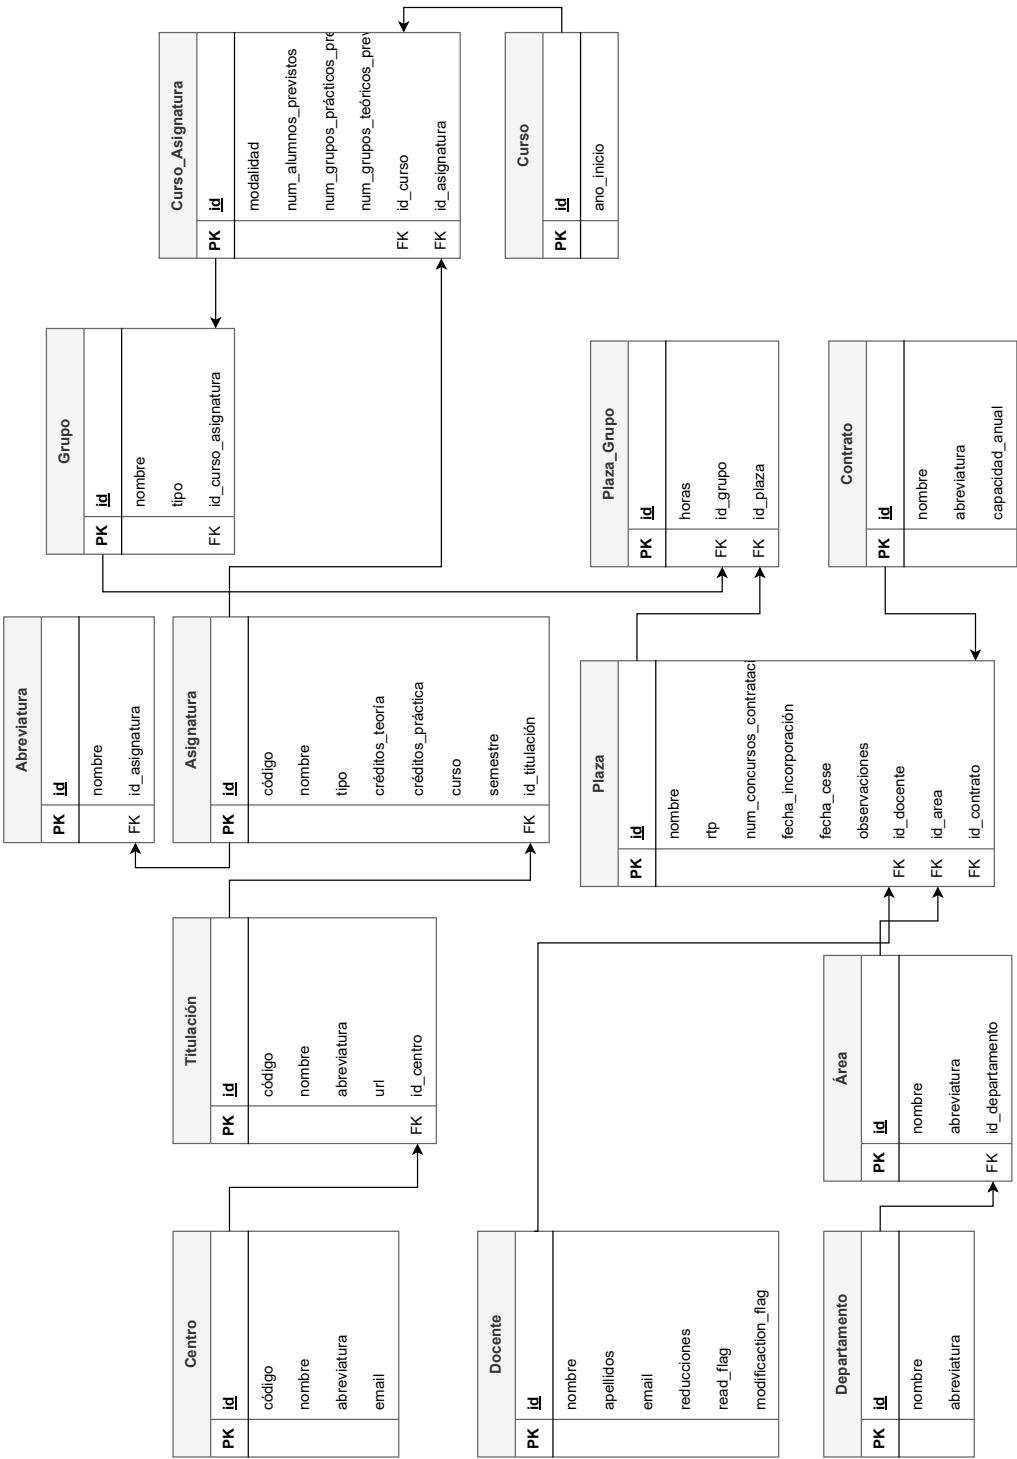 Centro
PK id
código
nombre
abreviatura
email
Titulación
PK id
código
nombre
abreviatura
url
FK id_centro
Abreviatura
PK id
nombre
FK id_asignatura
Asignatura
PK id
código
nombre
tipo
créditos_teoría
créditos_práctica
curso
semestre
FK id_titulación
Grupo
PK id
nombre
tipo
FK id_curso_asignatura
Curso_Asignatura
PK id
modalidad
num_alumnos_previstos
num_grupos_prácticos_pre
num_grupos_teóricos_prev
FK id_curso
FK id_asignatura
Curso
PK id
ano_inicio
Docente
PK id
nombre
apellidos
email
reducciones
read_flag
modificaction_flag
Departamento
PK id
nombre
abreviatura
Área
PK id
nombre
abreviatura
FK id_departamento
Plaza
PK id
nombre
rtp
num_concursos_contrataci
fecha_incorporación
fecha_cese
observaciones
FK id_docente
FK id_area
FK id_contrato
Plaza_Grupo
PK id
horas
FK id_grupo
FK id_plaza
Contrato
PK id
nombre
abreviatura
capacidad_anual